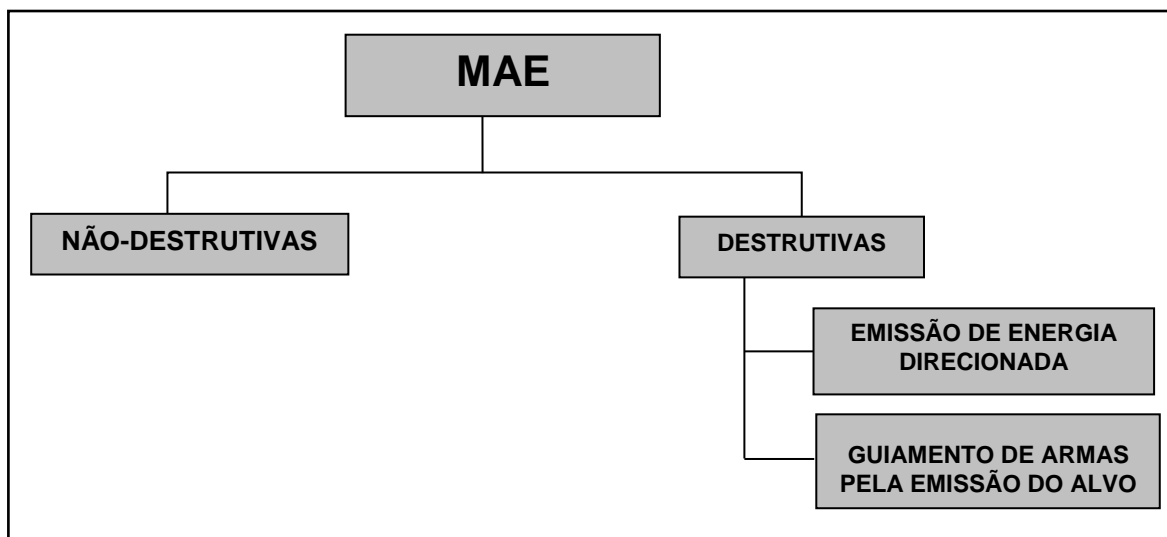 MAE
NÃO-DESTRUTIVAS
DESTRUTIVAS
EMISSÃO DE ENERGIA
DIRECIONADA
GUIAMENTO DE ARMAS
PELA EMISSÃO DO ALVO